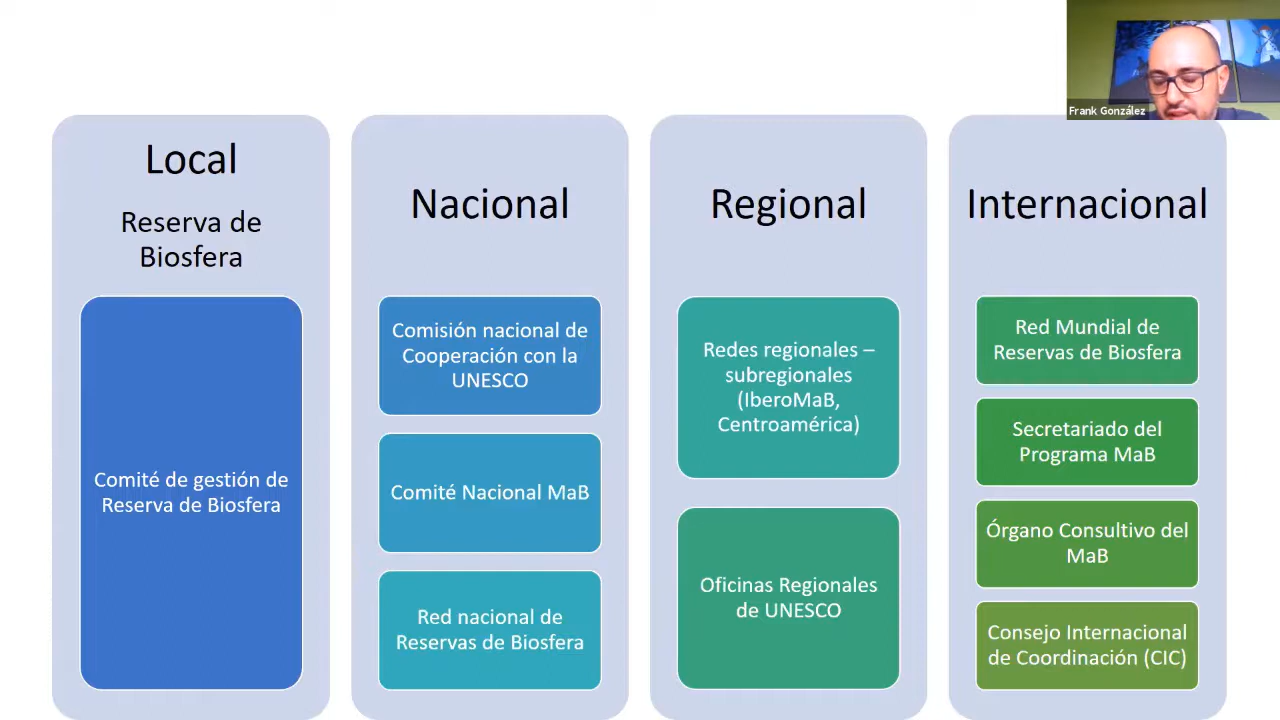 Frank González
Local
Reserva de
Biosfera
Comité de gestión de
Reserva de Biosfera
Nacional
Comisión nacional de
Cooperación con la
UNESCO
Comité Nacional MaB
Red nacional de
Reservas de Biosfera
Regional
Redes regionales –
subregionales
(IberoMaB,
Centroamérica)
Oficinas Regionales
de UNESCO
Internacional
Red Mundial de
Reservas de Biosfera
Secretariado del
Programa MaB
Órgano Consultivo del
MaB
Consejo Internacional
de Coordinación (CIC)